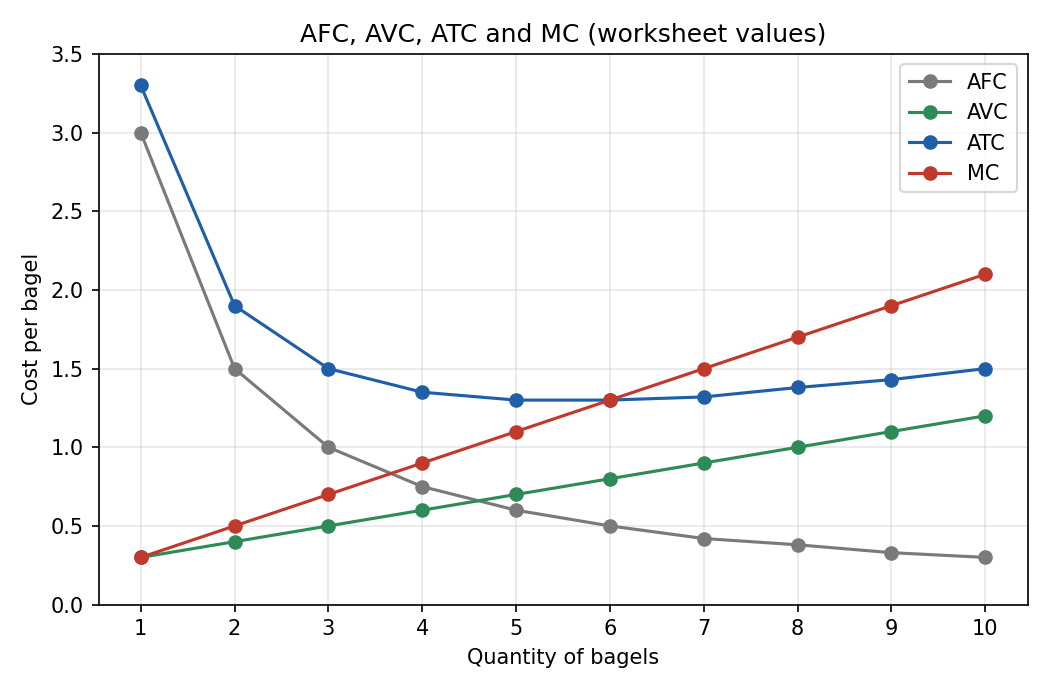 AFC, AVC, ATC and MC (worksheet values)
3.5
3.0
2.5
2.0
1.5
1.0
0.5
0.0
Cost per bagel
AFC
AVC
ATC
MC
1 2 3 4 5 6 7 8 9 10
Quantity of bagels